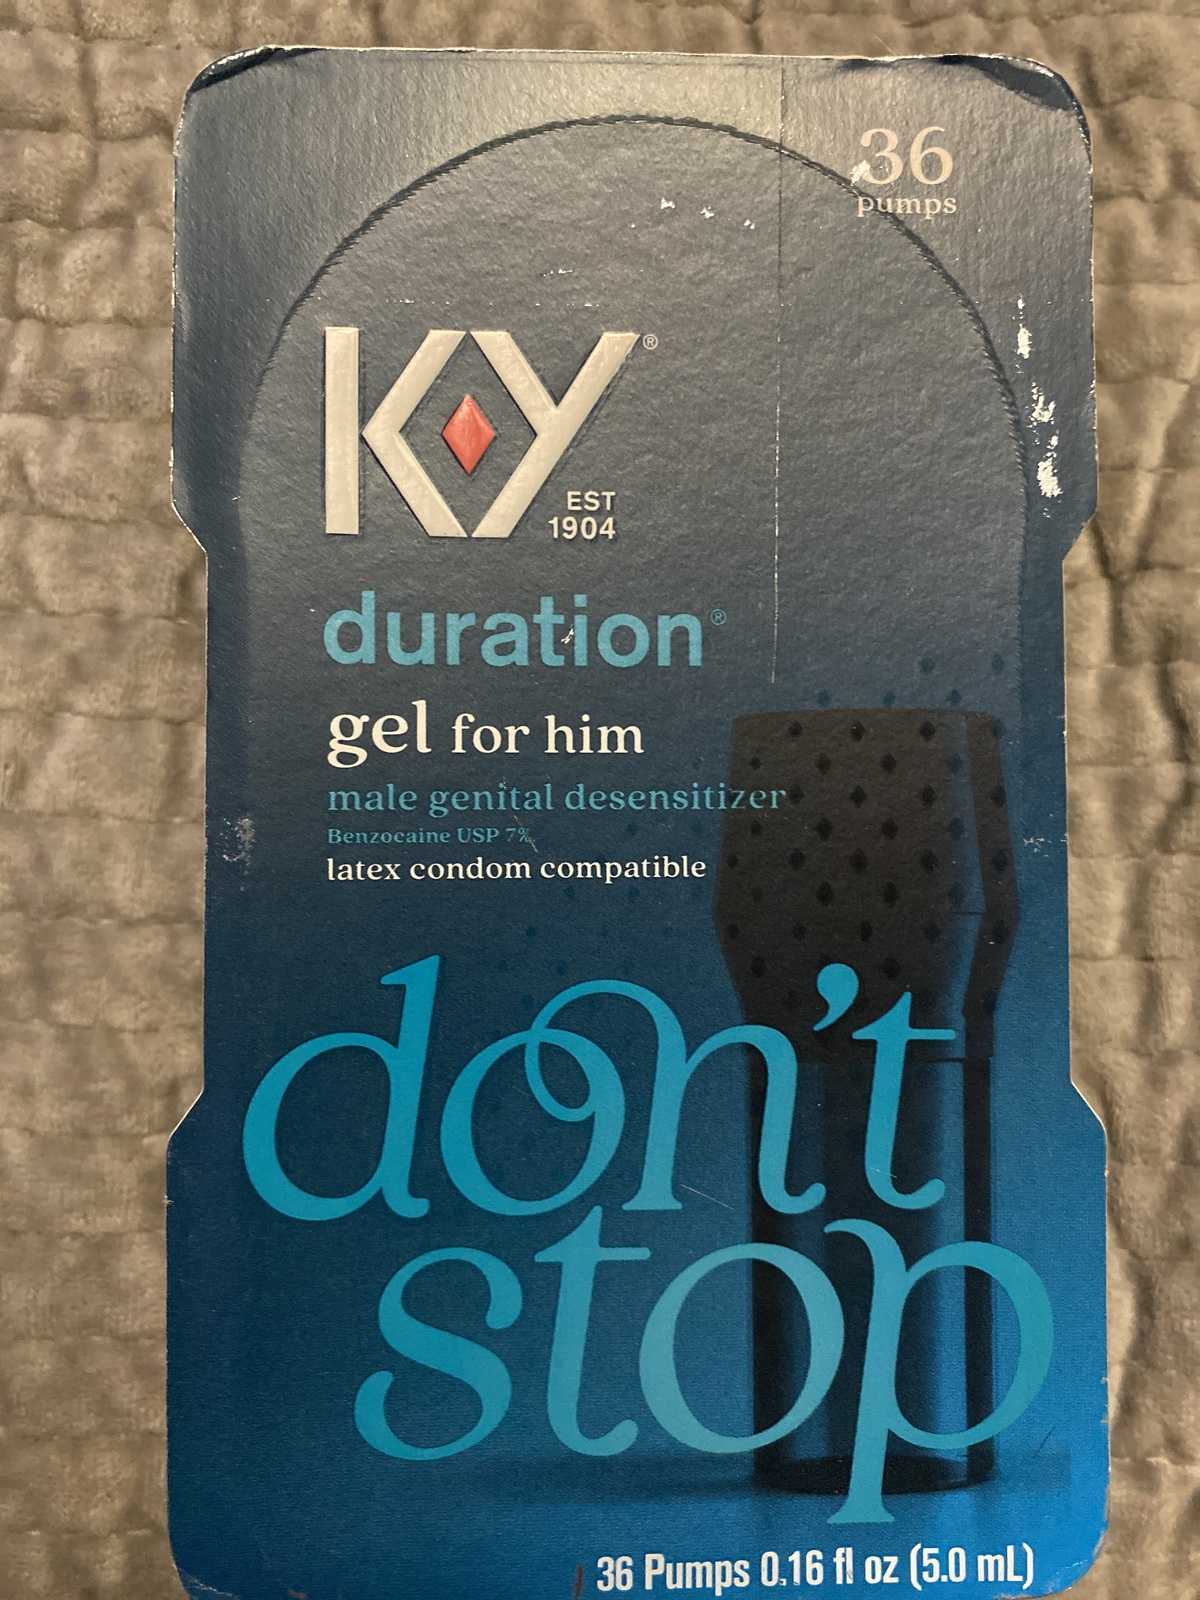 36
pumps
KY®
EST
1904
duration®
gel for him
male genital desensitizer
Benzocaine USP 7%
latex condom compatible
don't
stop
36 Pumps 0.16 fl oz (5.0 mL)